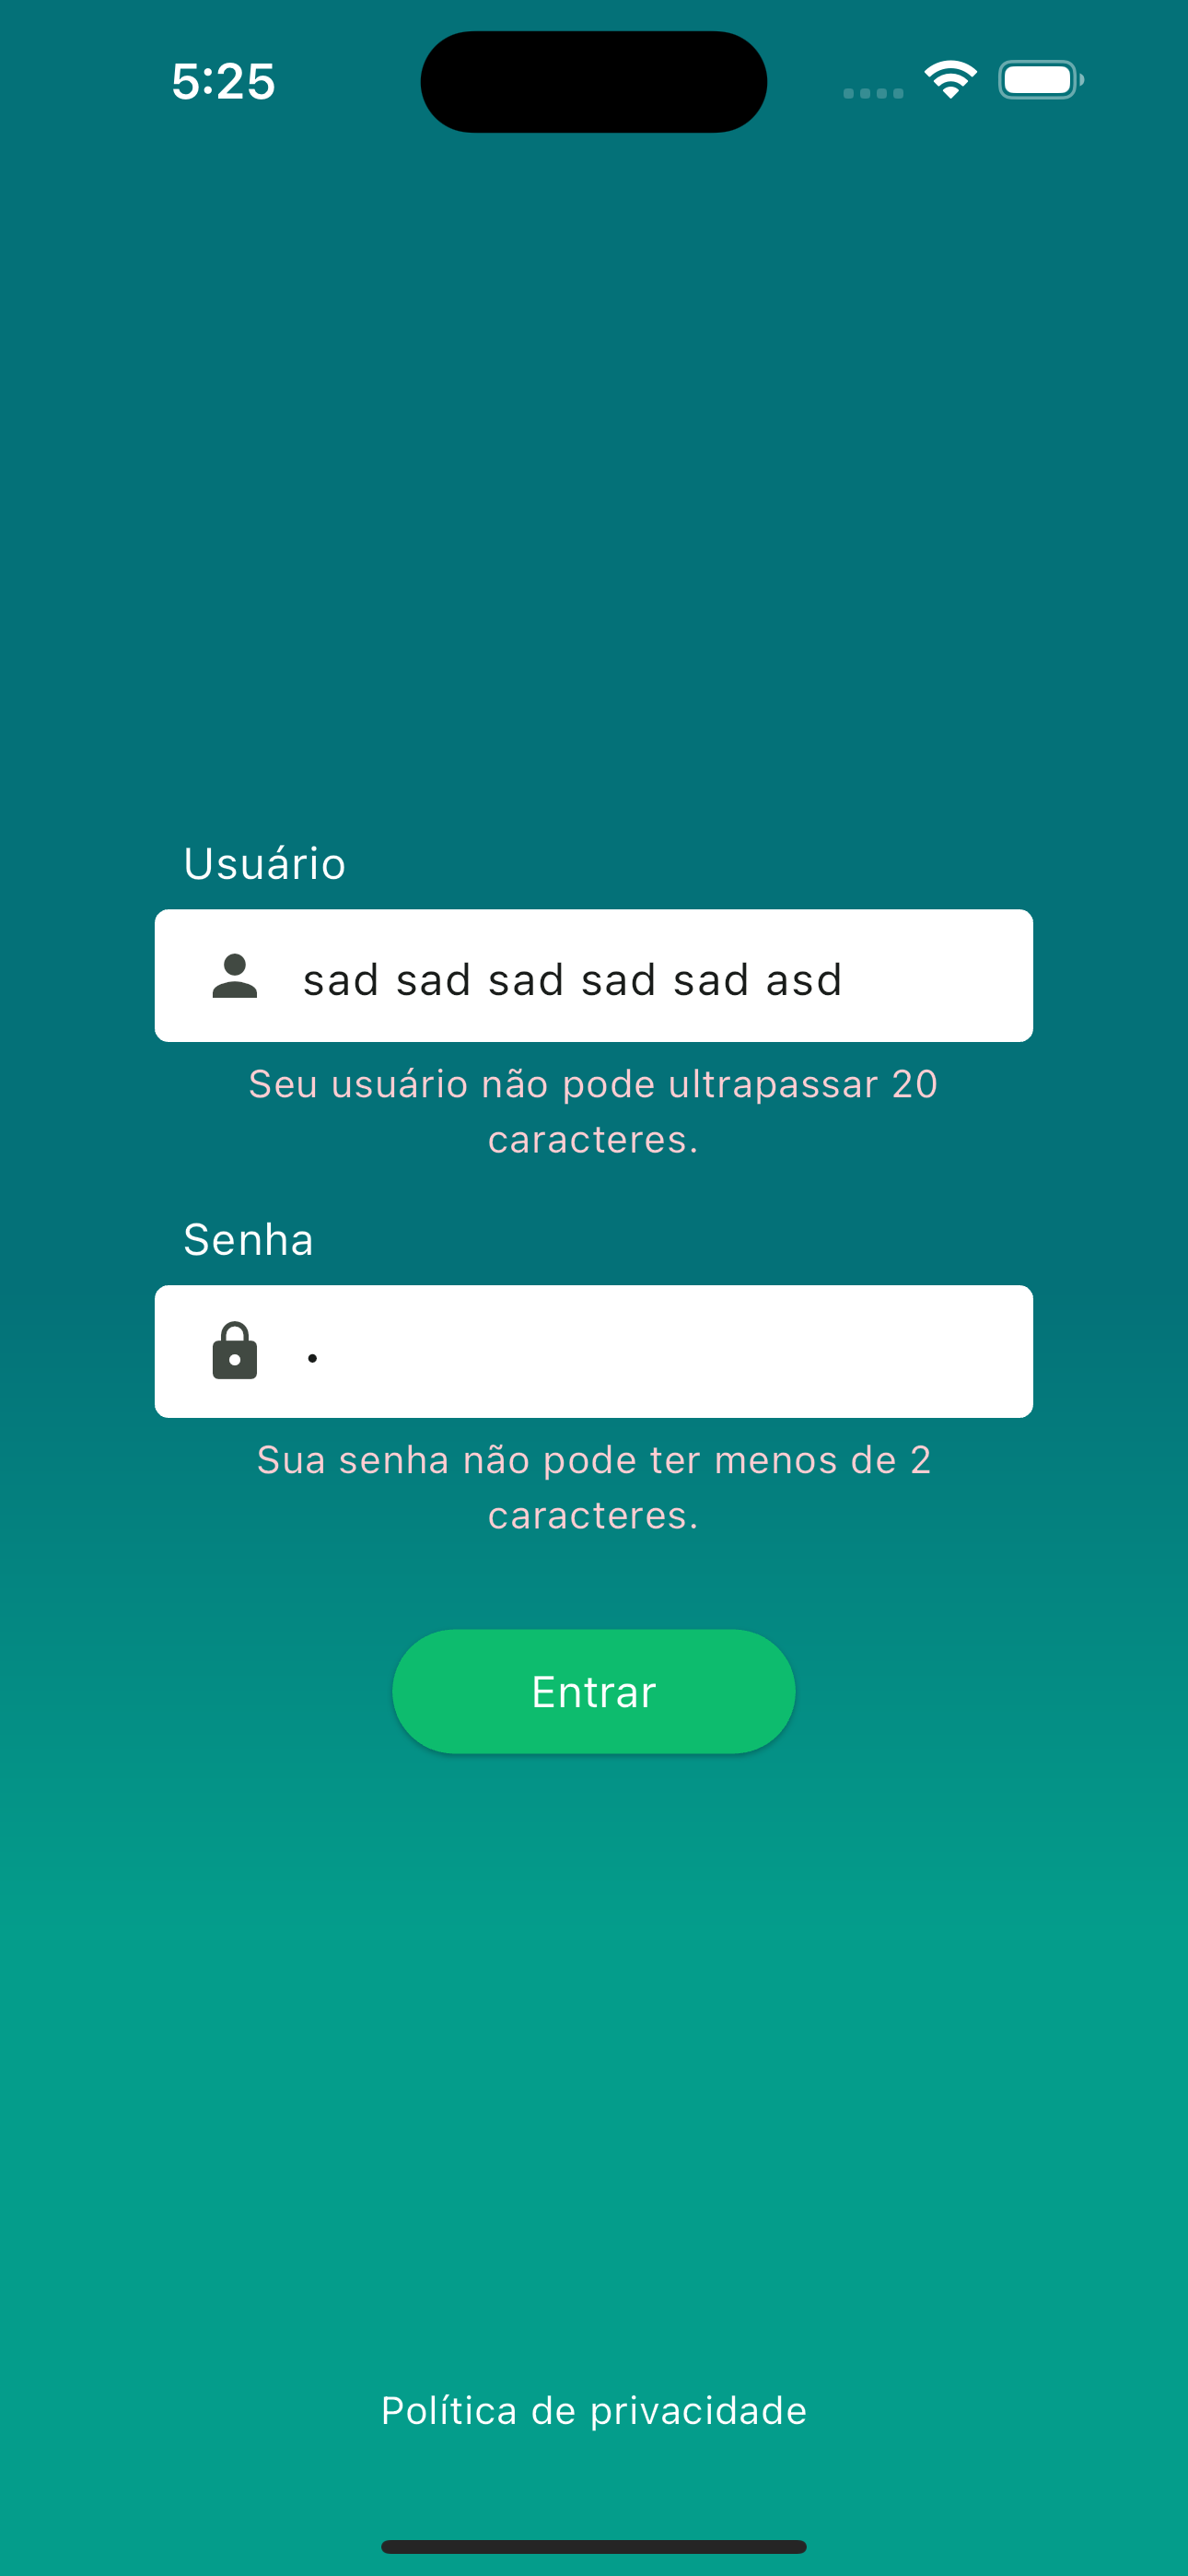 5:25
Usuário
sad sad sad sad sad asd
Seu usuário não pode ultrapassar 20
caracteres.
Senha
Sua senha não pode ter menos de 2
caracteres.
Entrar
Política de privacidade